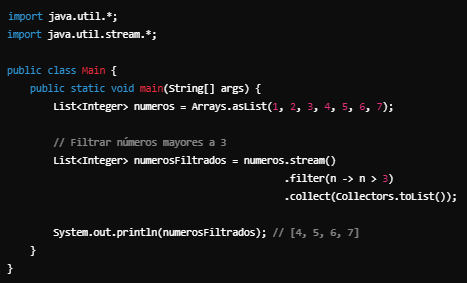 import java.util.*;
import java.util.stream.*;
public class Main {
public static void main(String[] args) {
List<Integer> numeros = Arrays.asList(1, 2, 3, 4, 5, 6, 7);
// Filtrar números mayores a 3
List<Integer> numerosFiltrados = numeros.stream()
.filter(n -> n > 3)
.collect(Collectors.toList());
System.out.println(numerosFiltrados); // [4, 5, 6, 7]
}
}